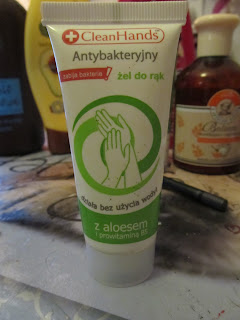 CleanHands®
Antybakteryjny
zabija bakterie!
żel do rąk
działa bez użycia wody!
z aloesem
i prowitaminą B5